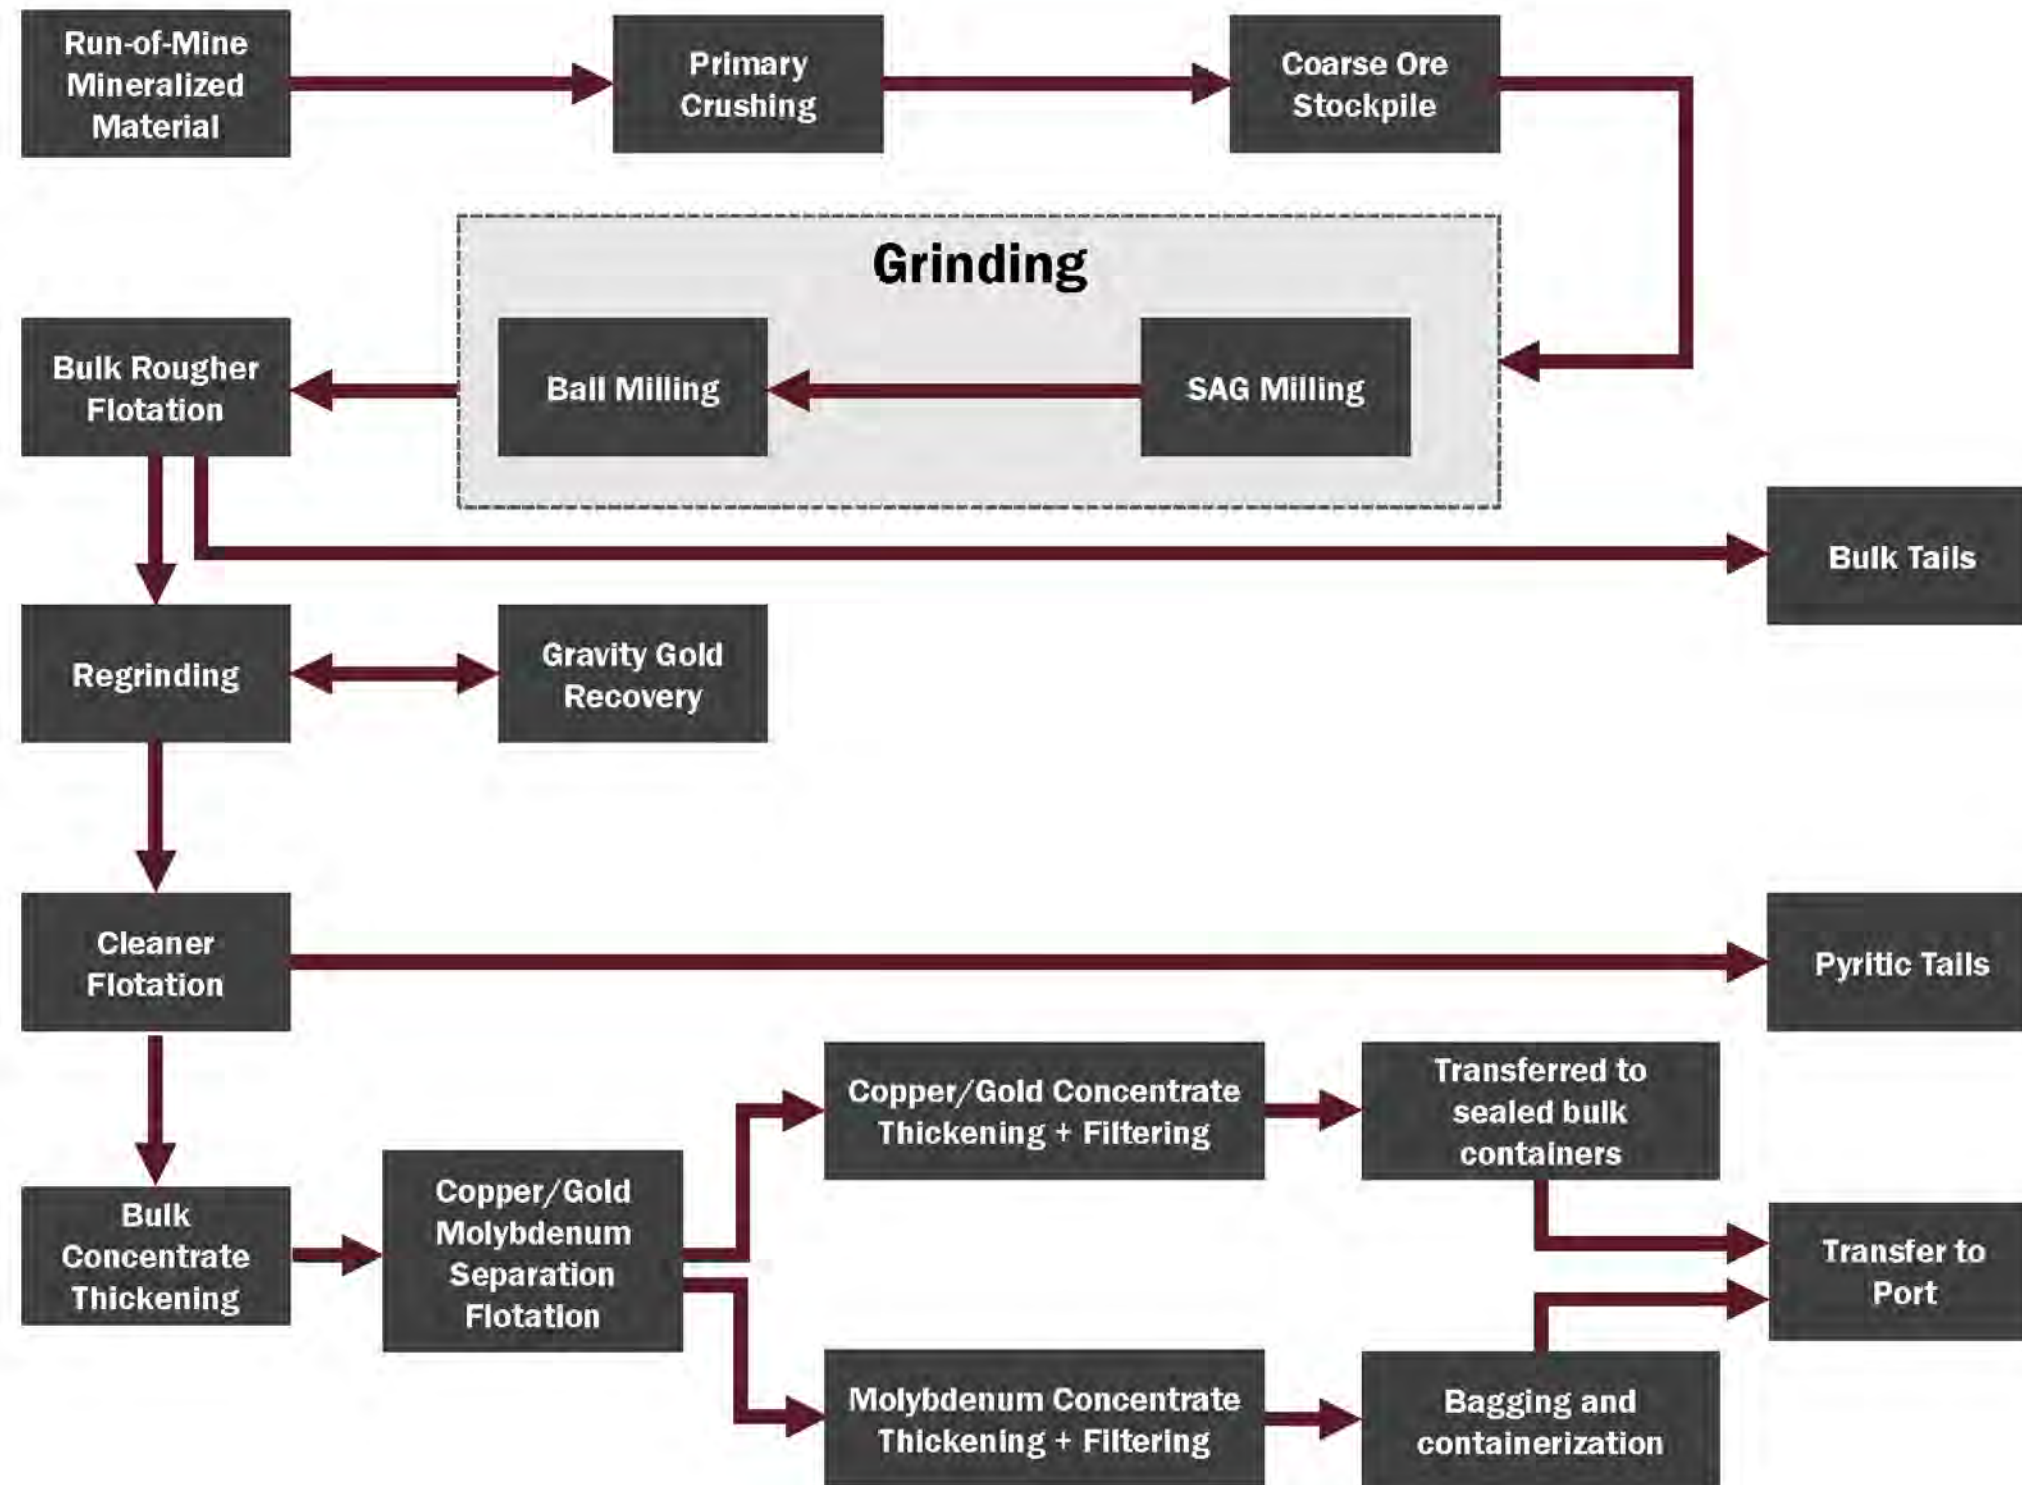 Run-of-Mine
Mineralized
Material
Primary
Crushing
Coarse Ore
Stockpile
Grinding
Bulk Rougher
Flotation
Ball Milling
SAG Milling
Bulk Tails
Regrinding
Gravity Gold
Recovery
Cleaner
Flotation
Pyritic Tails
Bulk
Concentrate
Thickening
Copper/Gold
Molybdenum
Separation
Flotation
Copper/Gold Concentrate
Thickening + Filtering
Transferred to
sealed bulk
containers
Molybdenum Concentrate
Thickening + Filtering
Bagging and
containerization
Transfer to
Port